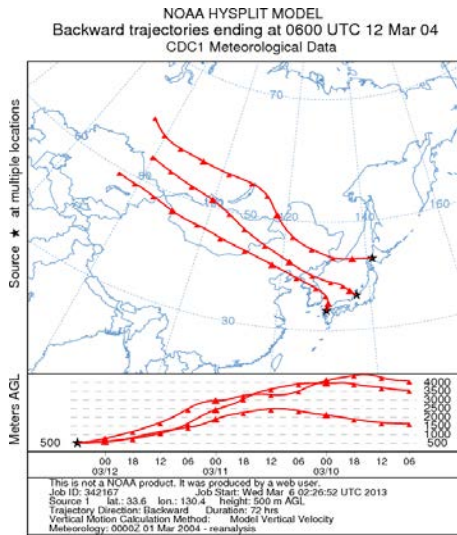 NOAA HYSPLIT MODEL
Backward trajectories ending at 0600 UTC 12 Mar 04
CDC1 Meteorological Data
Source ★ at multiple locations
70
160
140
120
90
50
30
Meters AGL
500
4000
3500
3000
2500
2000
1500
1000
500
00 18 12 06 00 18 12 06 00 18 12 06
03/12 03/11 03/10
This is not a NOAA product. It was produced by a web user.
Job ID: 342167 Job Start: Wed Mar 6 02:26:52 UTC 2013
Source 1 lat.: 33.6 lon.: 130.4 height: 500 m AGL
Trajectory Direction: Backward Duration: 72 hrs
Vertical Motion Calculation Method: Model Vertical Velocity
Meteorology: 0000Z 01 Mar 2004 - reanalysis